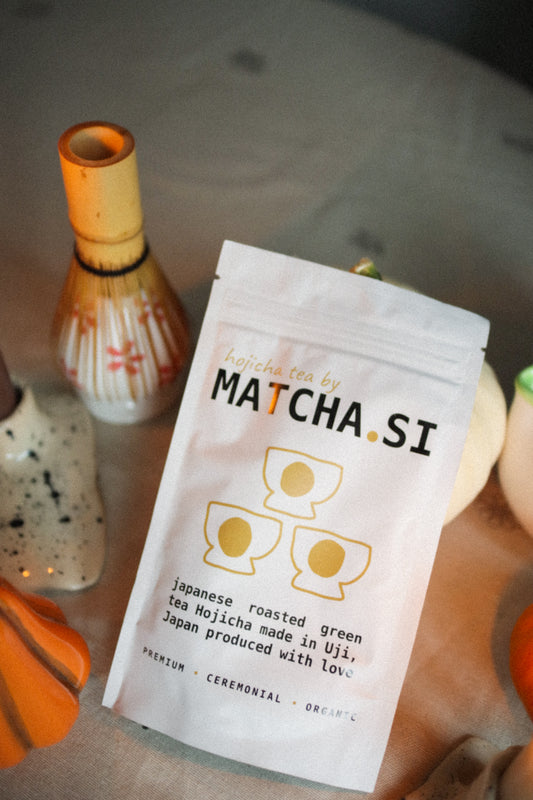 hojicha tea by
MATCHA.SI
japanese roasted green
tea Hojicha made in Uji,
Japan produced with love
PREMIUM • CEREMONIAL • ORGANIC